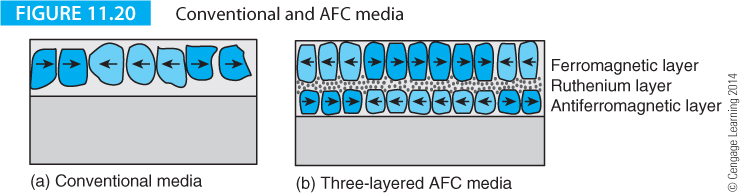 FIGURE 11.20 Conventional and AFC media
Ferromagnetic layer
Ruthenium layer
Antiferromagnetic layer
(a) Conventional media
(b) Three-layered AFC media
© Cengage Learning 2014